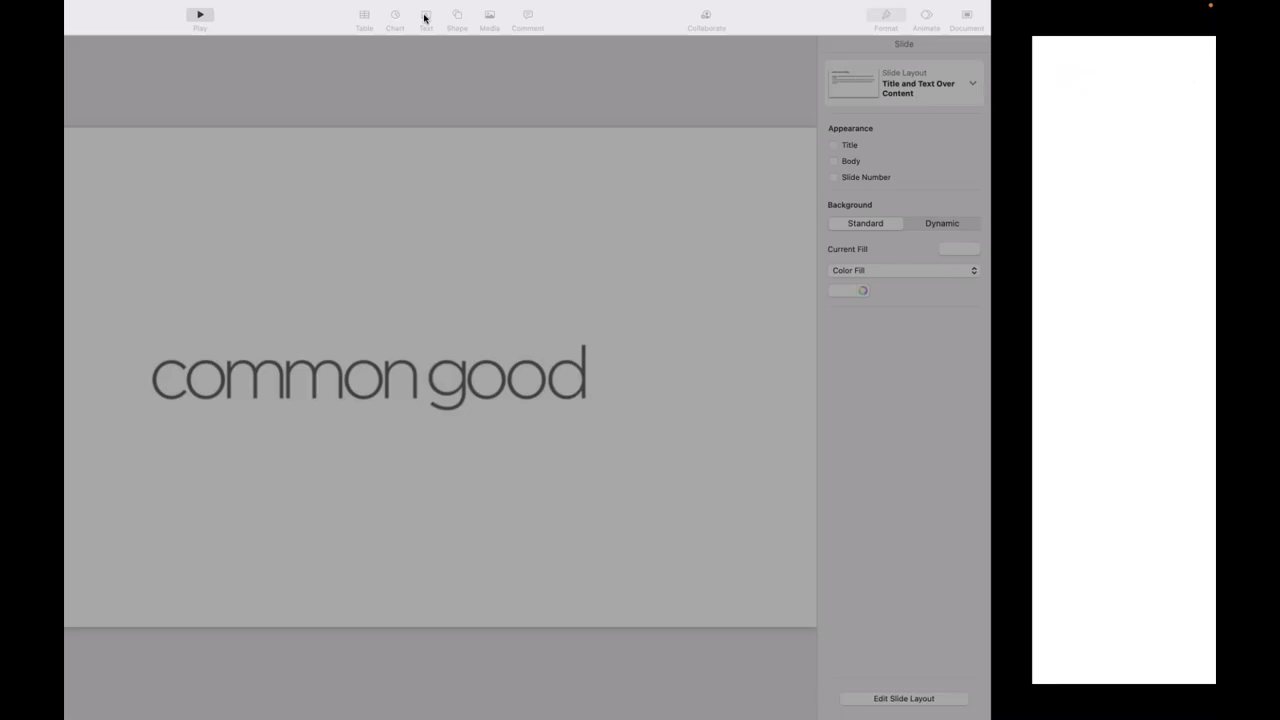 Play
Table
Chart
Text
Shape
Media
Comment
Collaborate
Format
Animate
Document
Slide
Slide Layout
Title and Text Over
Content
Appearance
Title
Body
Slide Number
Background
Standard
Dynamic
Current Fill
Color Fill
common good
Edit Slide Layout